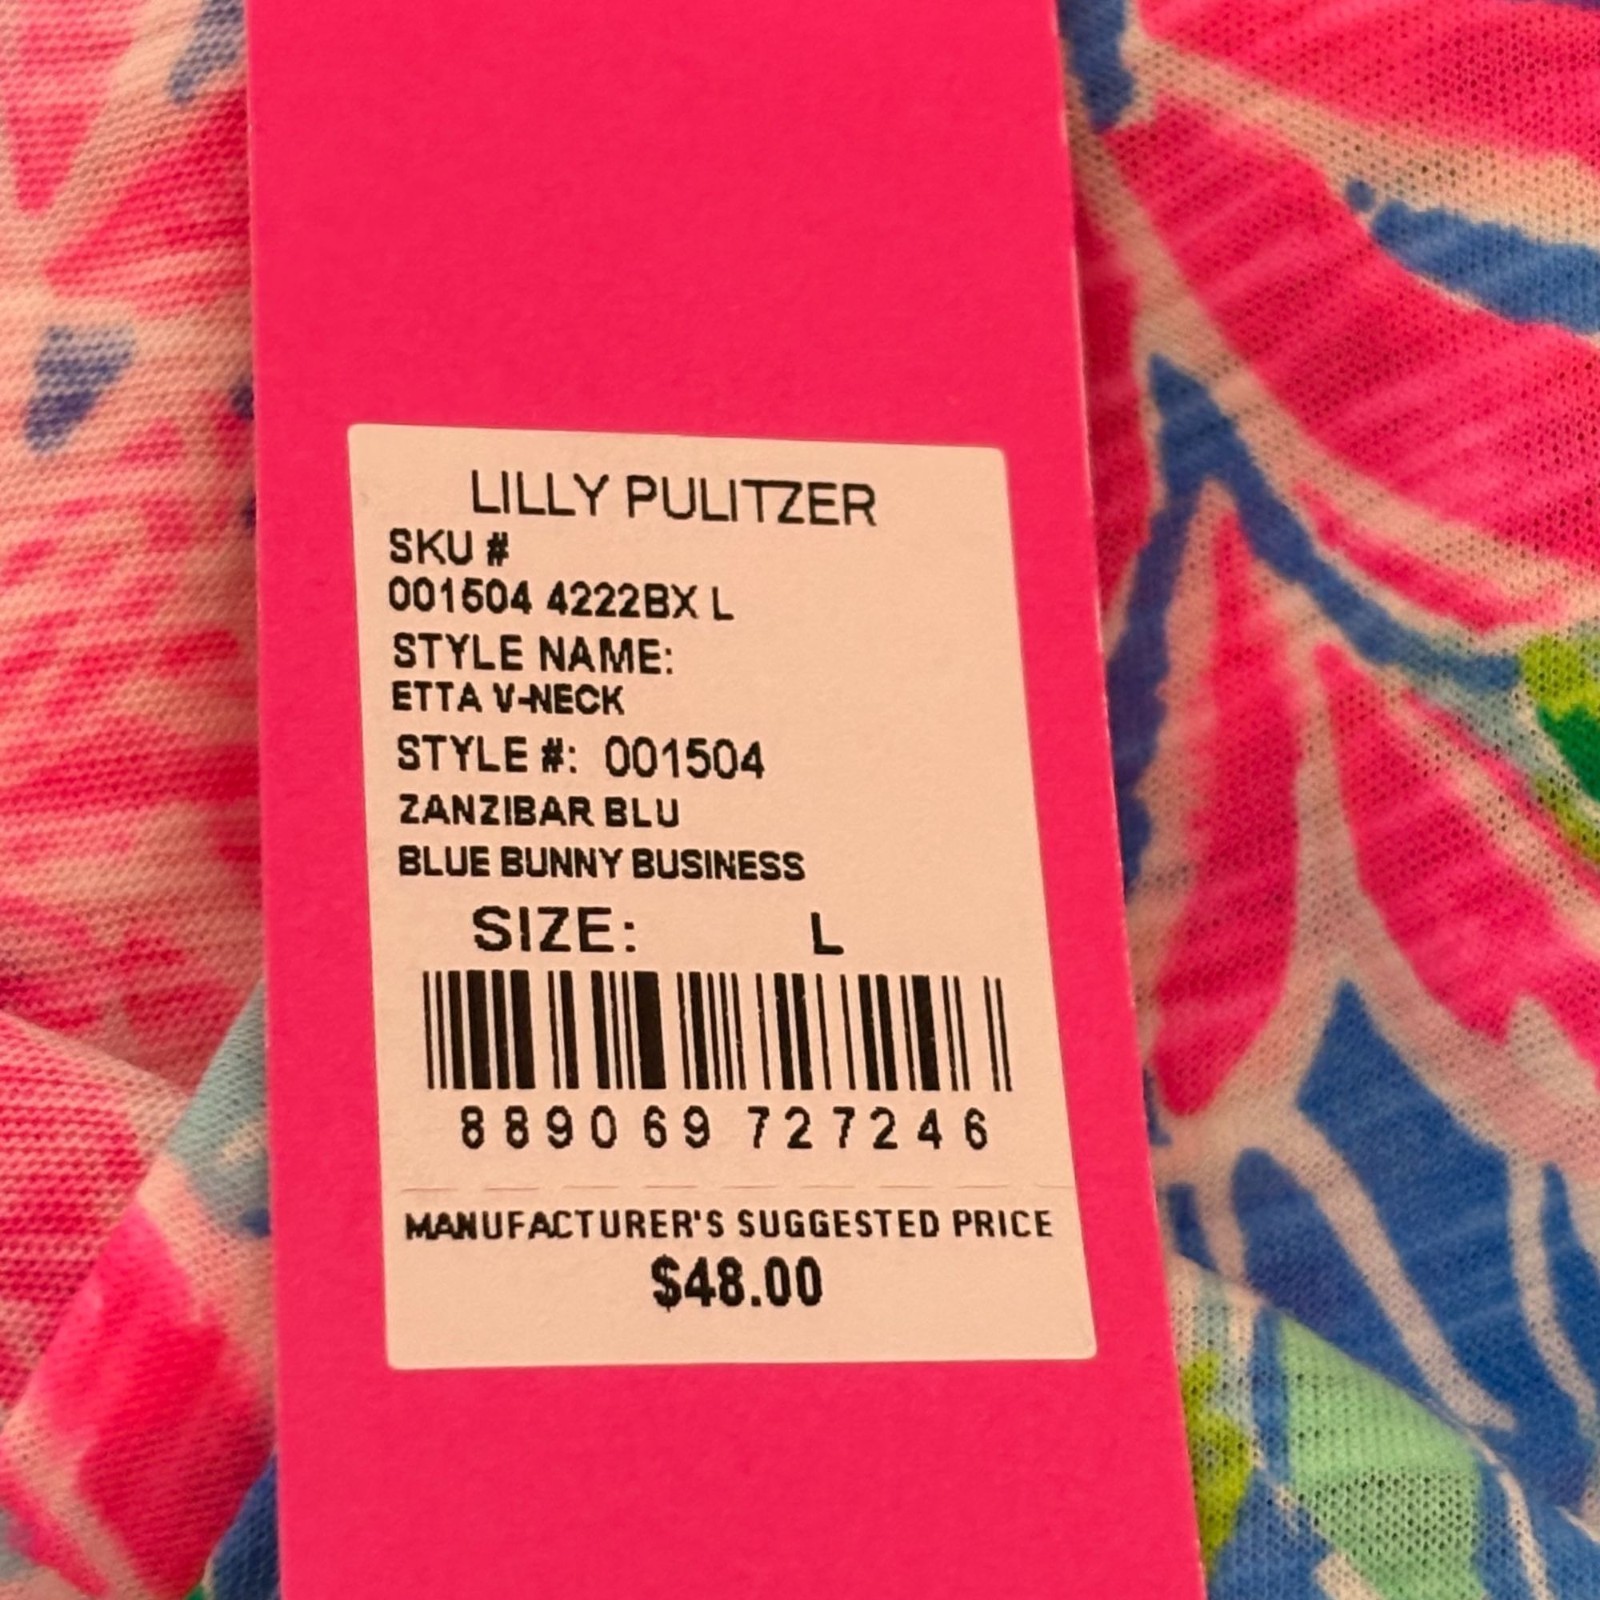 LILLY PULITZER
SKU #
001504 4222BX L
STYLE NAME:
ETTA V-NECK
STYLE #: 001504
ZANZIBAR BLU
BLUE BUNNY BUSINESS
SIZE: L
889069 727246
MANUFACTURER'S SUGGESTED PRICE
$48.00